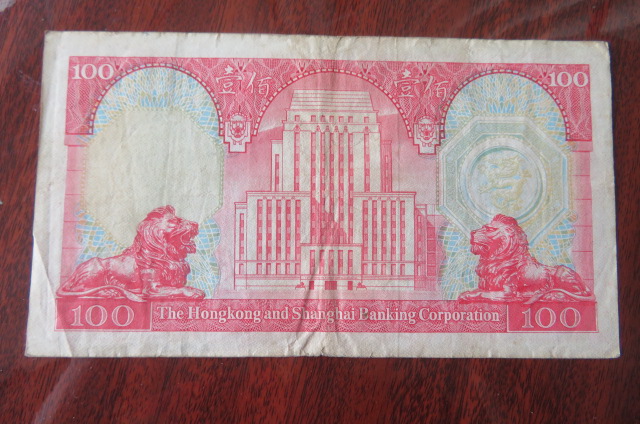 100 壹佰 壹佰 100
100 The Hongkong and Shanghai Banking Corporation 100